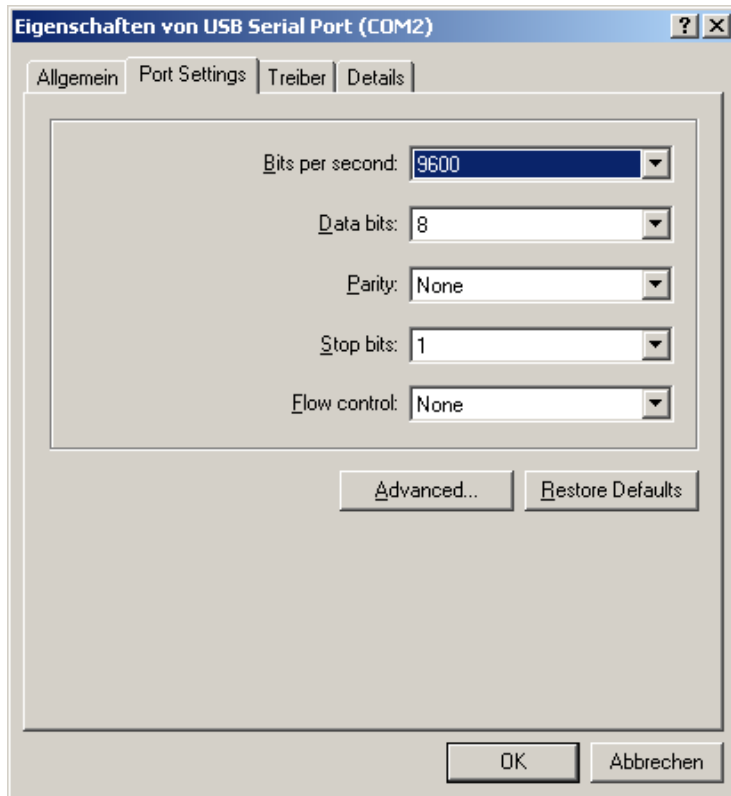 Eigenschaften von USB Serial Port (COM2)
Allgemein Port Settings Treiber Details
Bits per second: 9600
Data bits: 8
Parity: None
Stop bits: 1
Flow control: None
Advanced... Restore Defaults
OK Abbrechen